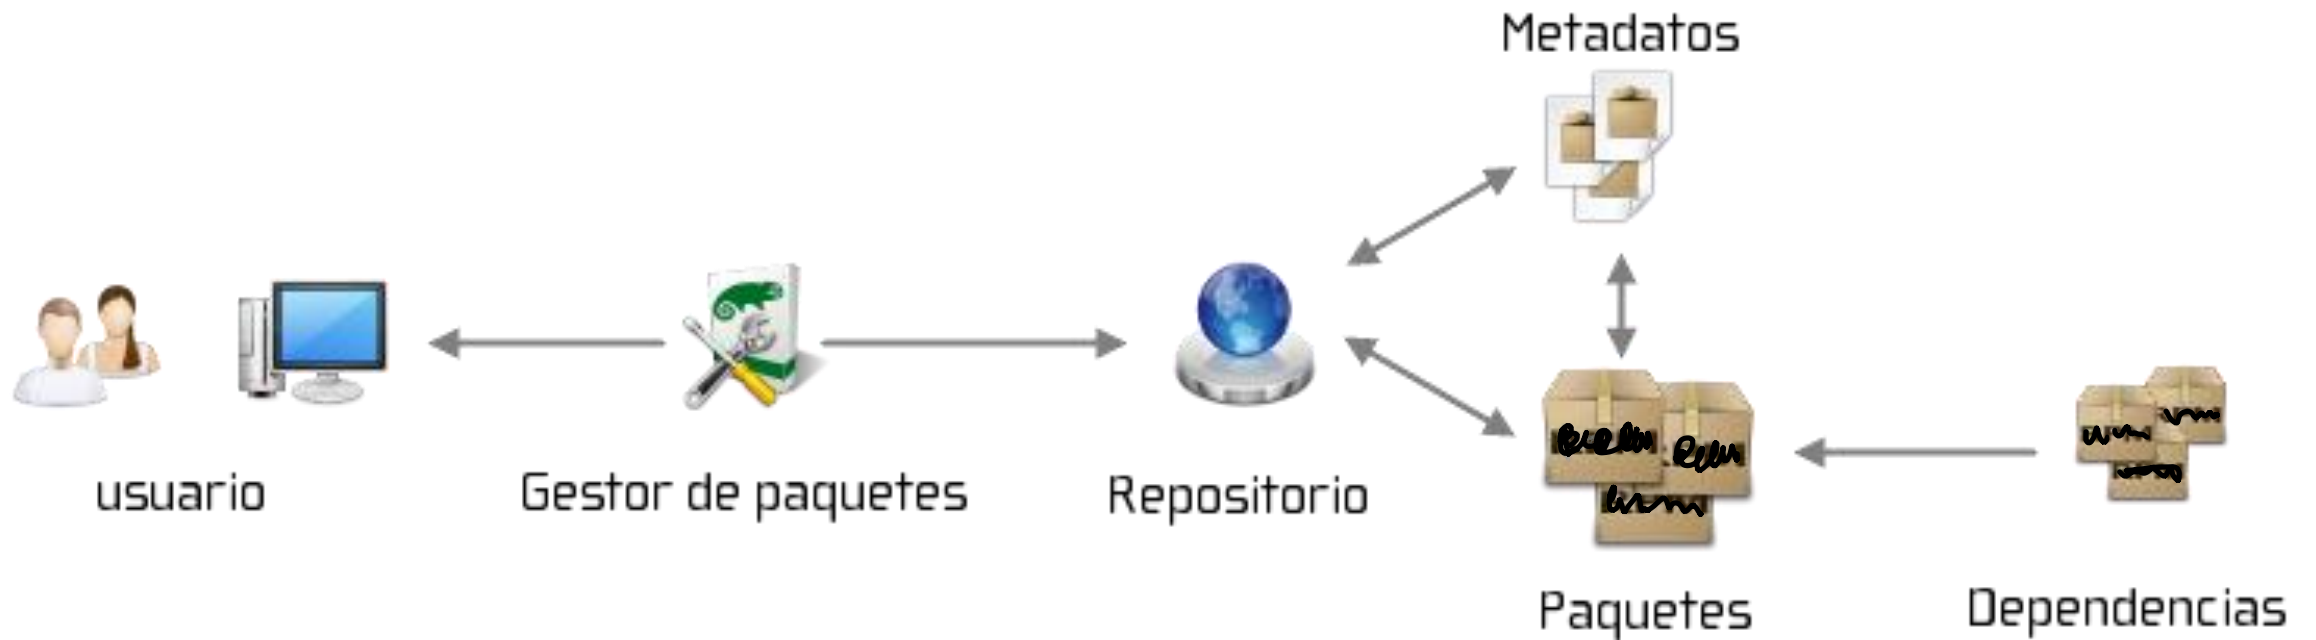 Metadatos
usuario
Gestor de paquetes
Repositorio
Paquetes
Dependencias